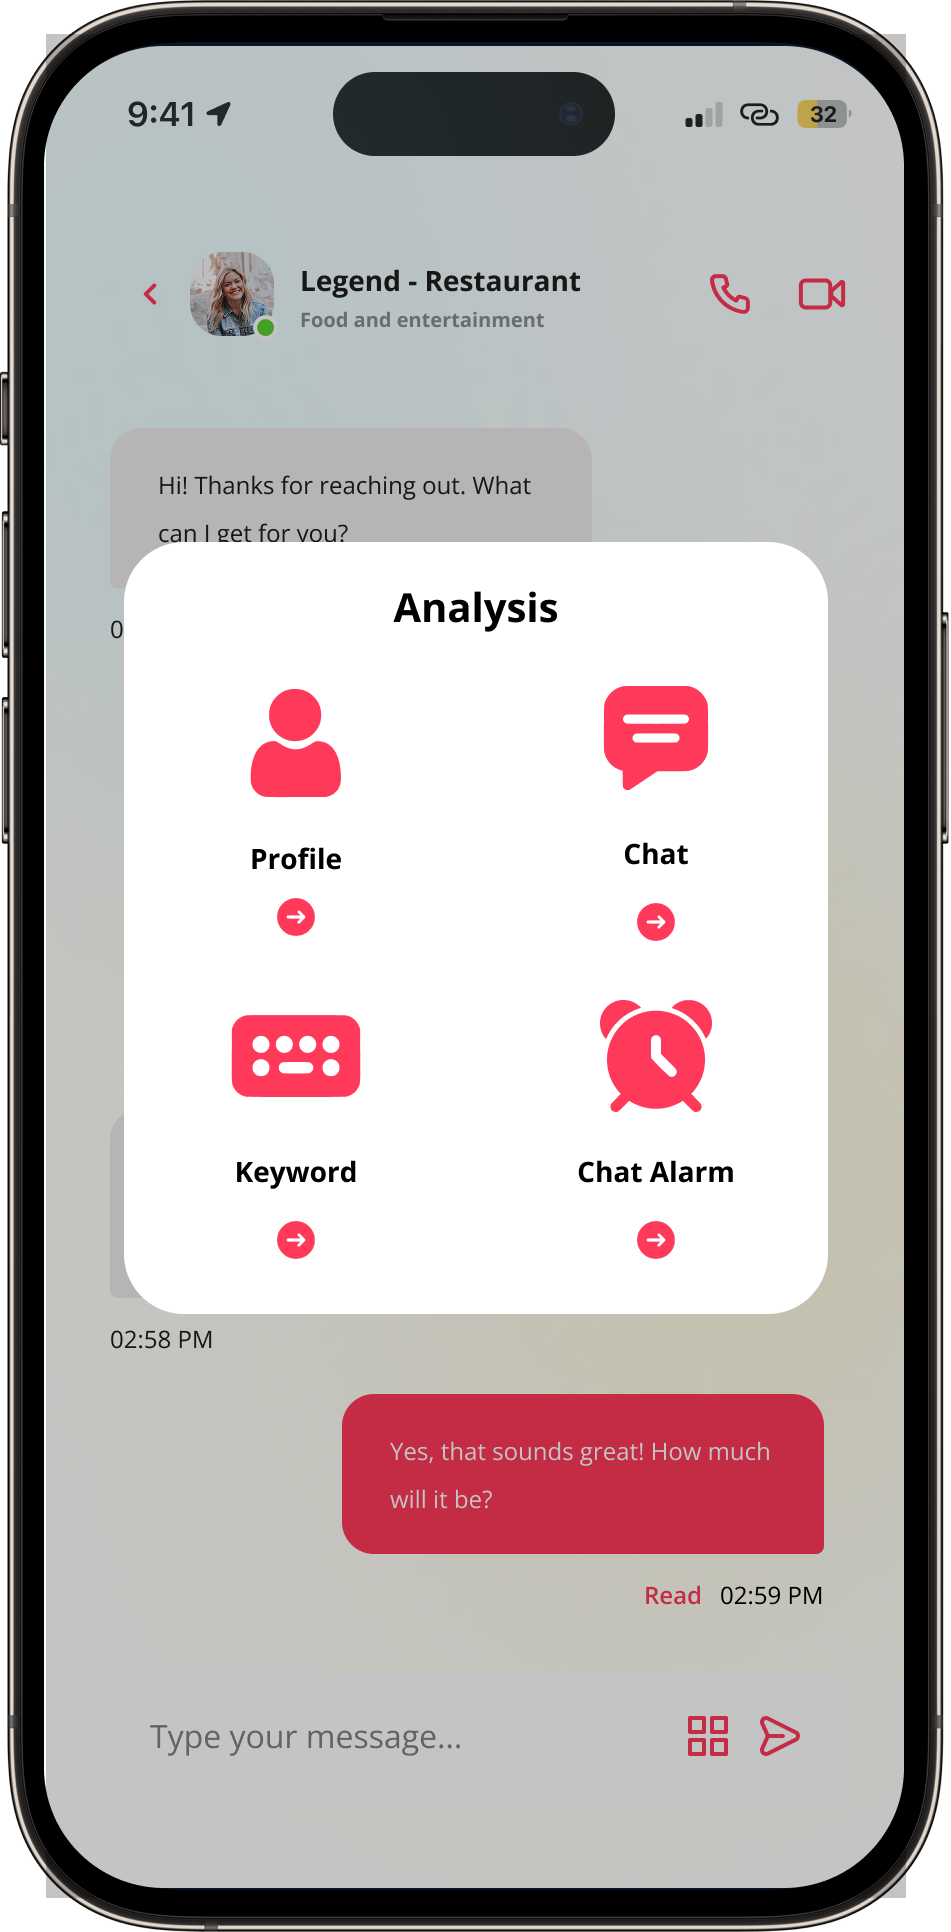 9:41
32
Legend - Restaurant
Food and entertainment
Hi! Thanks for reaching out. What
can I get for you?
0
Analysis
Profile
Chat
Keyword
Chat Alarm
02:58 PM
Yes, that sounds great! How much
will it be?
Read 02:59 PM
Type your message...